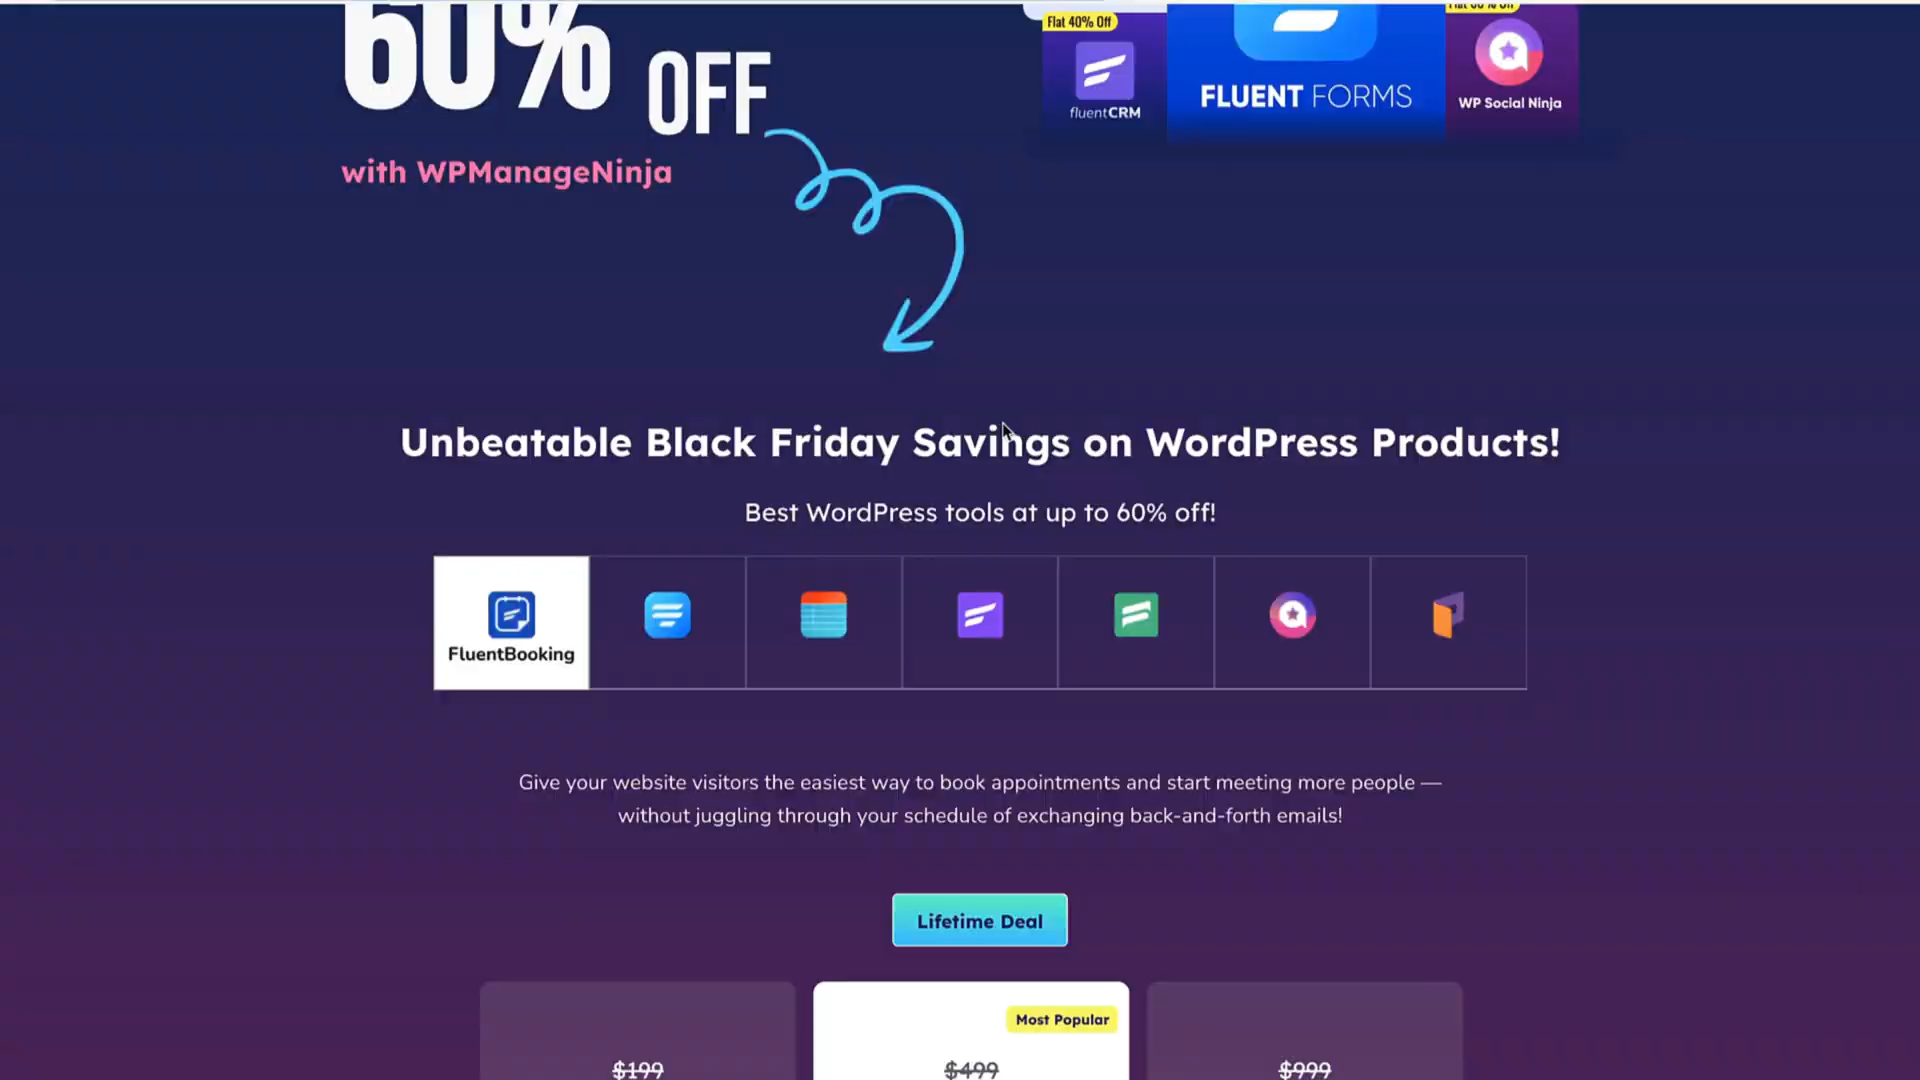 60% OFF
with WPManageNinja
Flat 40% Off
fluentCRM
FLUENT FORMS
Flat 60% Off
WP Social Ninja
Unbeatable Black Friday Savings on WordPress Products!
Best WordPress tools at up to 60% off!
FluentBooking
Give your website visitors the easiest way to book appointments and start meeting more people —
without juggling through your schedule of exchanging back-and-forth emails!
Lifetime Deal
Most Popular
$199
$499
$999